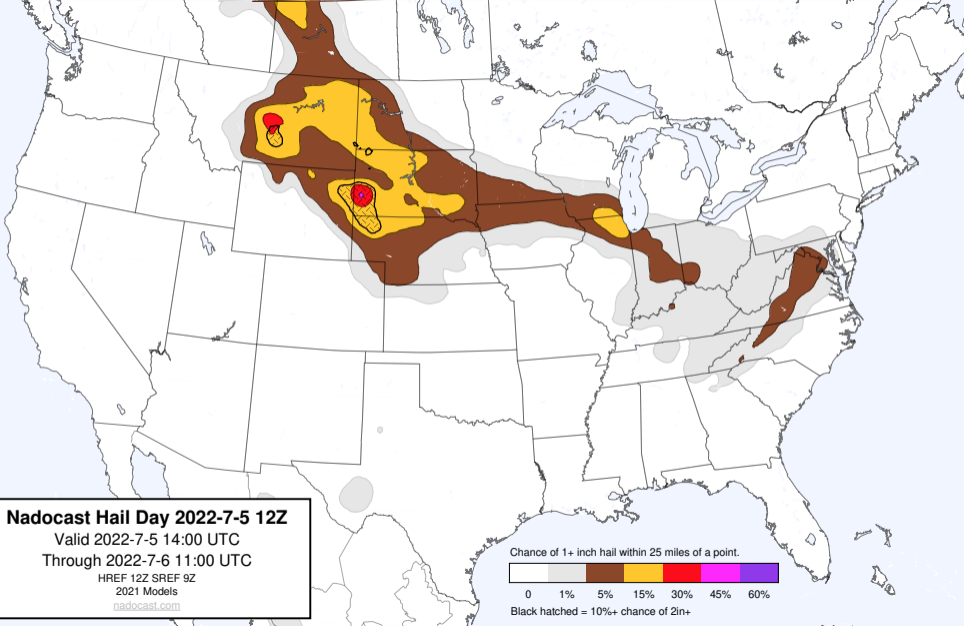 Nadocast Hail Day 2022-7-5 12Z
Valid 2022-7-5 14:00 UTC
Through 2022-7-6 11:00 UTC
HREF 12Z SREF 9Z
2021 Models
nadocast.com
Chance of 1+ inch hail within 25 miles of a point.
0 1% 5% 15% 30% 45% 60%
Black hatched = 10%+ chance of 2in+